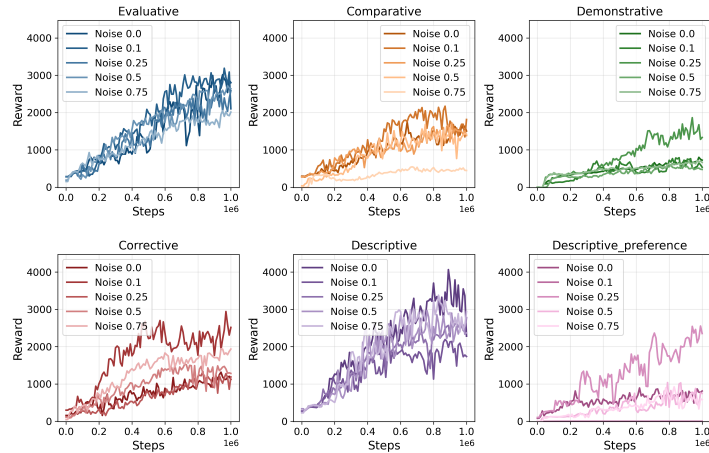 Evaluative
4000
3000
2000
1000
0
Reward
Noise 0.0
Noise 0.1
Noise 0.25
Noise 0.5
Noise 0.75
0.0 0.2 0.4 0.6 0.8 1.0
1e6
Steps
Comparative
4000
3000
2000
1000
0
Reward
Noise 0.0
Noise 0.1
Noise 0.25
Noise 0.5
Noise 0.75
0.0 0.2 0.4 0.6 0.8 1.0
1e6
Steps
Demonstrative
4000
3000
2000
1000
0
Reward
Noise 0.0
Noise 0.1
Noise 0.25
Noise 0.5
Noise 0.75
0.0 0.2 0.4 0.6 0.8 1.0
1e6
Steps
Corrective
4000
3000
2000
1000
0
Reward
Noise 0.0
Noise 0.1
Noise 0.25
Noise 0.5
Noise 0.75
0.0 0.2 0.4 0.6 0.8 1.0
1e6
Steps
Descriptive
4000
3000
2000
1000
0
Reward
Noise 0.0
Noise 0.1
Noise 0.25
Noise 0.5
Noise 0.75
0.0 0.2 0.4 0.6 0.8 1.0
1e6
Steps
Descriptive_preference
4000
3000
2000
1000
0
Reward
Noise 0.0
Noise 0.1
Noise 0.25
Noise 0.5
Noise 0.75
0.0 0.2 0.4 0.6 0.8 1.0
1e6
Steps